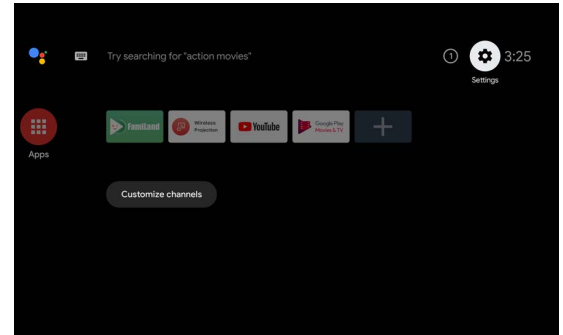 Try searching for "action movies"
1
3:25
Settings
Apps
Familand
Wireless
Projection
YouTube
Google Play
Movies & TV
Customize channels